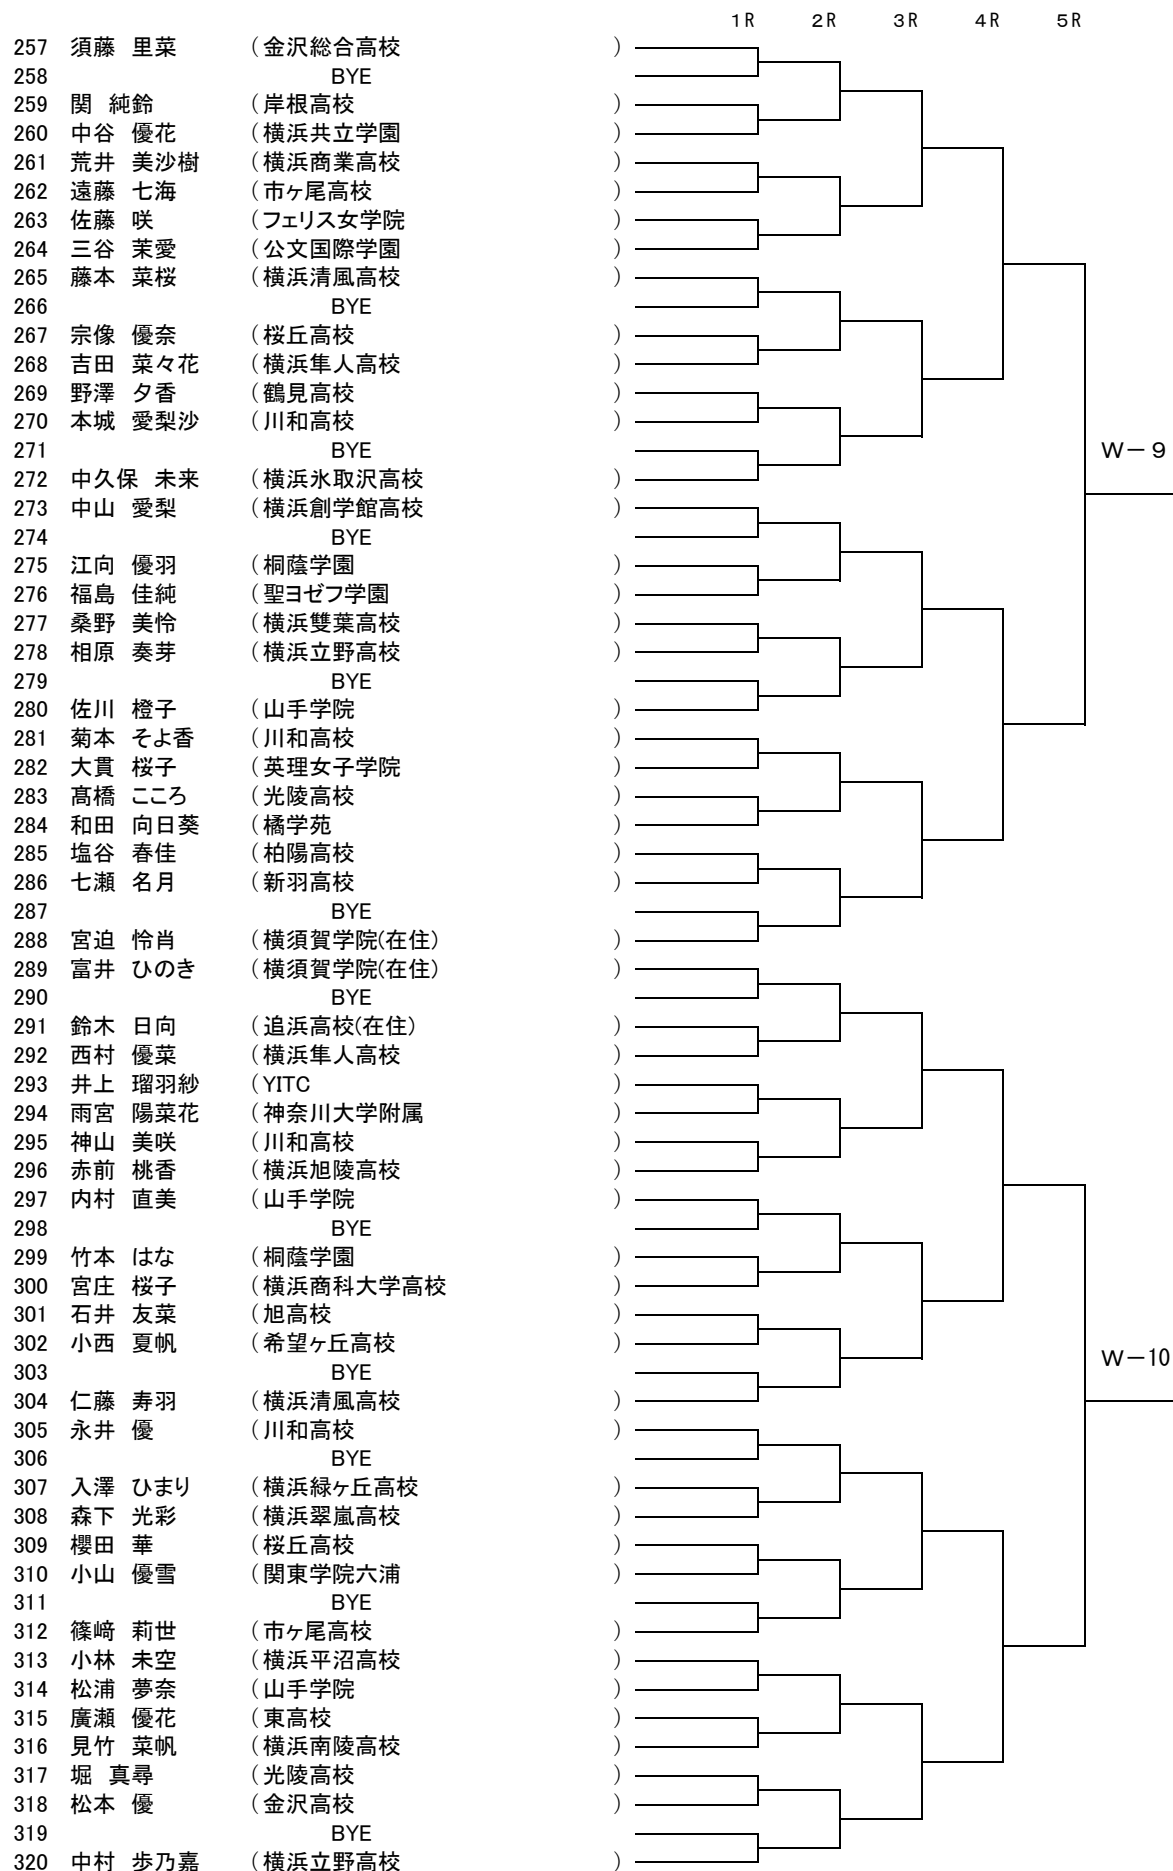 1R 2R 3R 4R 5R
257 須藤 里菜 (金沢総合高校 )
258 BYE
259 関 純鈴 (岸根高校 )
260 中谷 優花 (横浜共立学園 )
261 荒井 美沙樹 (横浜商業高校 )
262 遠藤 七海 (市ヶ尾高校 )
263 佐藤 咲 (フェリス女学院 )
264 三谷 茉愛 (公文国際学園 )
265 藤本 菜桜 (横浜清風高校 )
266 BYE
267 宗像 優奈 (桜丘高校 )
268 吉田 菜々花 (横浜隼人高校 )
269 野澤 夕香 (鶴見高校 )
270 本城 愛梨沙 (川和高校 )
271 BYE
W-9
272 中久保 未来 (横浜氷取沢高校 )
273 中山 愛梨 (横浜創学館高校 )
274 BYE
275 江向 優羽 (桐蔭学園 )
276 福島 佳純 (聖ヨゼフ学園 )
277 桑野 美怜 (横浜雙葉高校 )
278 相原 奏芽 (横浜立野高校 )
279 BYE
280 佐川 橙子 (山手学院 )
281 菊本 そよ香 (川和高校 )
282 大貫 桜子 (英理女子学院 )
283 髙橋 こころ (光陵高校 )
284 和田 向日葵 (橘学苑 )
285 塩谷 春佳 (柏陽高校 )
286 七瀬 名月 (新羽高校 )
287 BYE
288 宮迫 怜肖 (横須賀学院(在住) )
289 富井 ひのき (横須賀学院(在住) )
290 BYE
291 鈴木 日向 (追浜高校(在住) )
292 西村 優菜 (横浜隼人高校 )
293 井上 瑠羽紗 (YITC )
294 雨宮 陽菜花 (神奈川大学附属 )
295 神山 美咲 (川和高校 )
296 赤前 桃香 (横浜旭陵高校 )
297 内村 直美 (山手学院 )
298 BYE
299 竹本 はな (桐蔭学園 )
300 宮庄 桜子 (横浜商科大学高校 )
301 石井 友菜 (旭高校 )
302 小西 夏帆 (希望ヶ丘高校 )
W-10
303 BYE
304 仁藤 寿羽 (横浜清風高校 )
305 永井 優 (川和高校 )
306 BYE
307 入澤 ひまり (横浜緑ヶ丘高校 )
308 森下 光彩 (横浜翠嵐高校 )
309 櫻田 華 (桜丘高校 )
310 小山 優雪 (関東学院六浦 )
311 BYE
312 篠﨑 莉世 (市ヶ尾高校 )
313 小林 未空 (横浜平沼高校 )
314 松浦 夢奈 (山手学院 )
315 廣瀬 優花 (東高校 )
316 見竹 菜帆 (横浜南陵高校 )
317 堀 真尋 (光陵高校 )
318 松本 優 (金沢高校 )
319 BYE
320 中村 歩乃嘉 (横浜立野高校 )